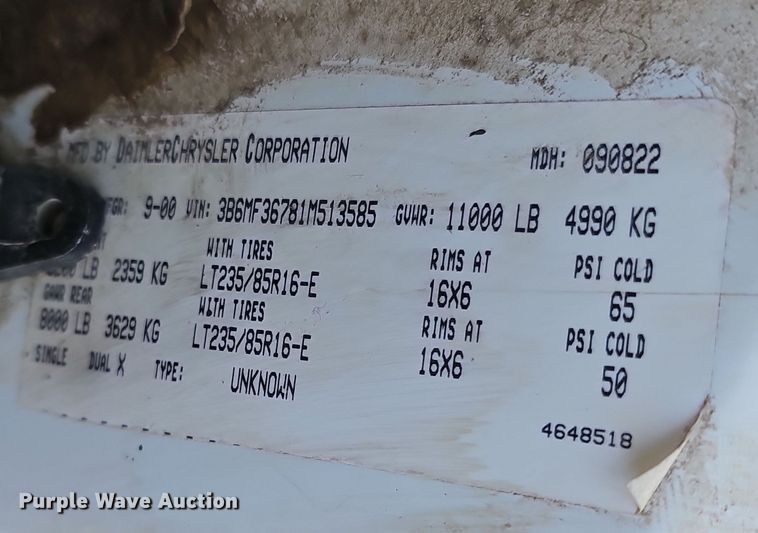 MFD BY DAIMLERCHRYSLER CORPORATION MDH: 090822
9-00 VIN: 3B6MF36781M513585 GVWR: 11000 LB 4990 KG
WITH TIRES RIMS AT PSI COLD
LB 2359 KG LT235/85R16-E 16X6 65
GAWR REAR WITH TIRES RIMS AT PSI COLD
8000 LB 3629 KG LT235/85R16-E 16X6 50
SINGLE DUAL X TYPE: UNKNOWN
4648518
Purple Wave Auction